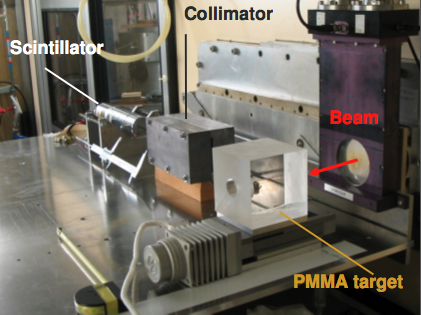 Collimator
Scintillator
Beam
PMMA target